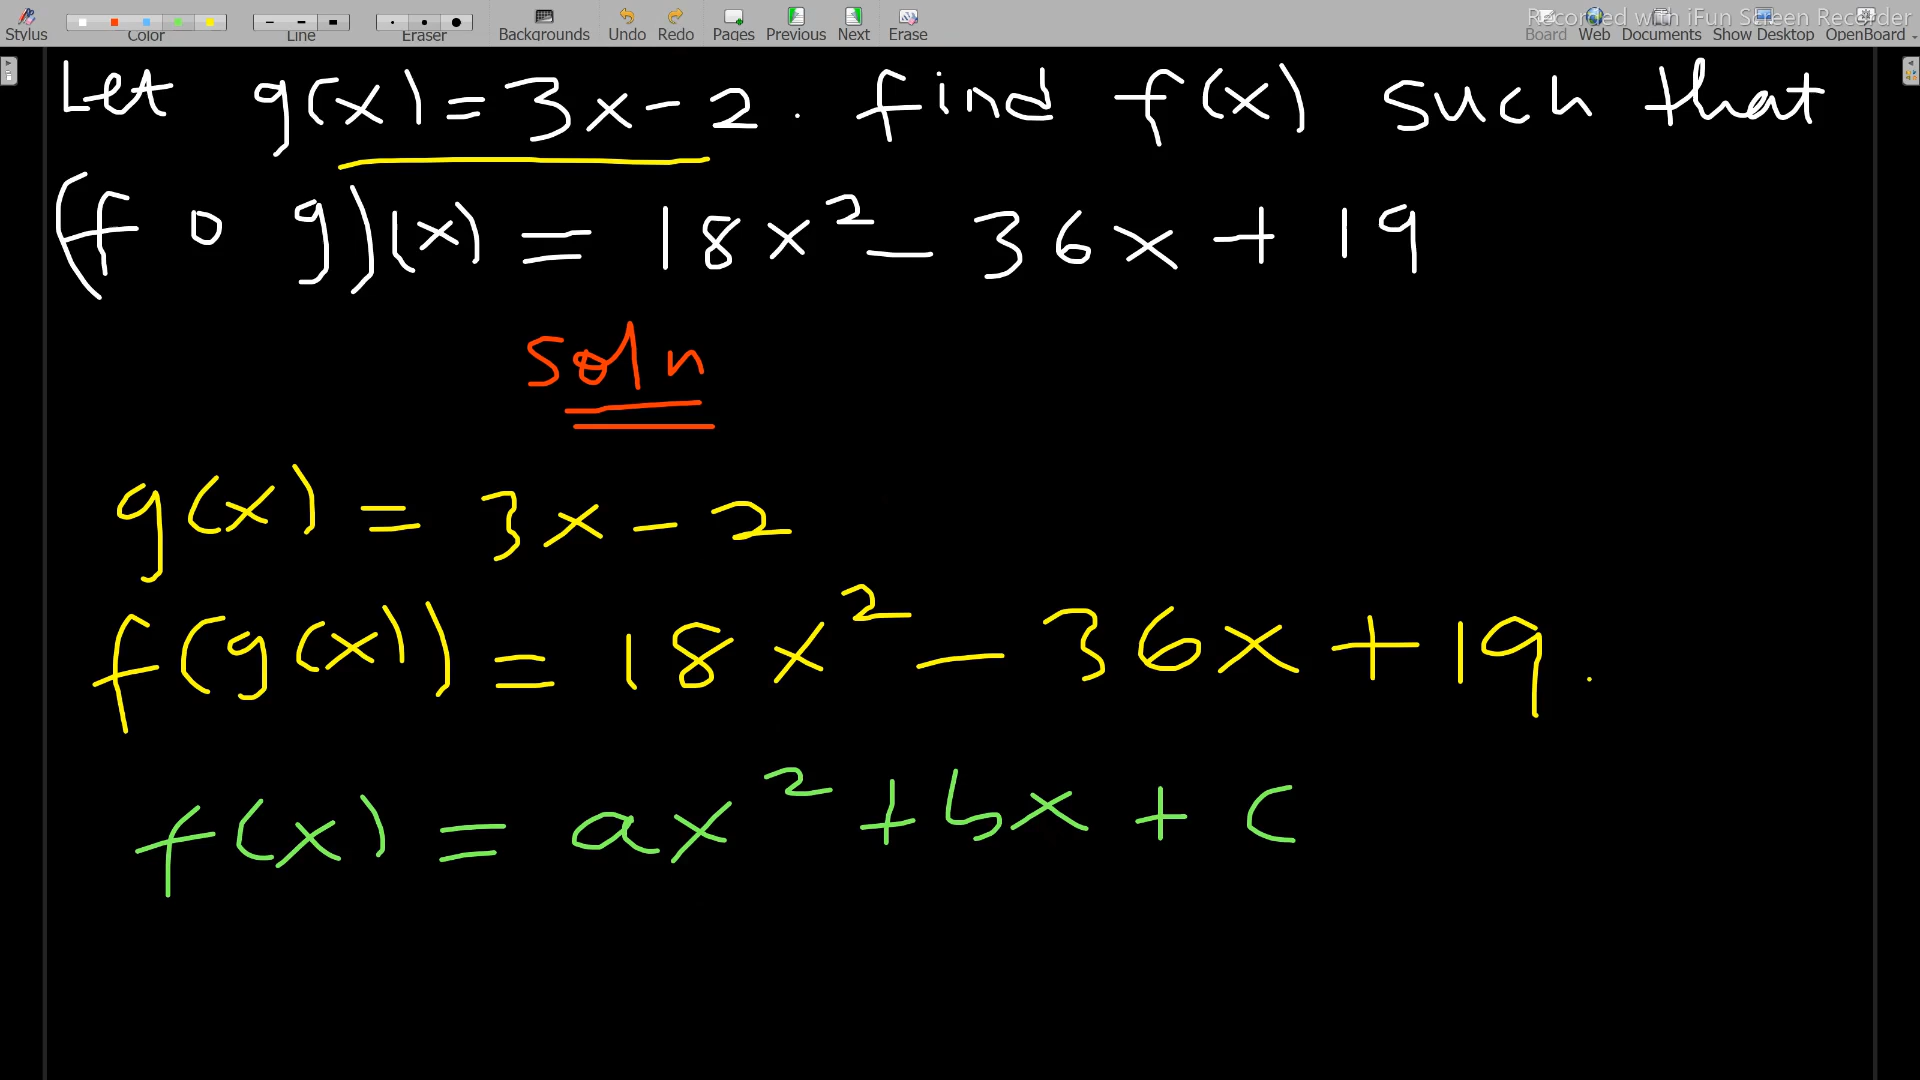 Recorded with iFun Screen Recorder
Stylus Color Line Eraser Backgrounds Undo Redo Pages Previous Next Erase Board Web Documents Show Desktop OpenBoard
Let g(x) = 3x - 2 . find f(x) such that
(f o g)(x) = 18x² - 36x + 19
soln
g(x) = 3x - 2
f(g(x)) = 18x² - 36x + 19 .
f(x) = ax² + bx + c